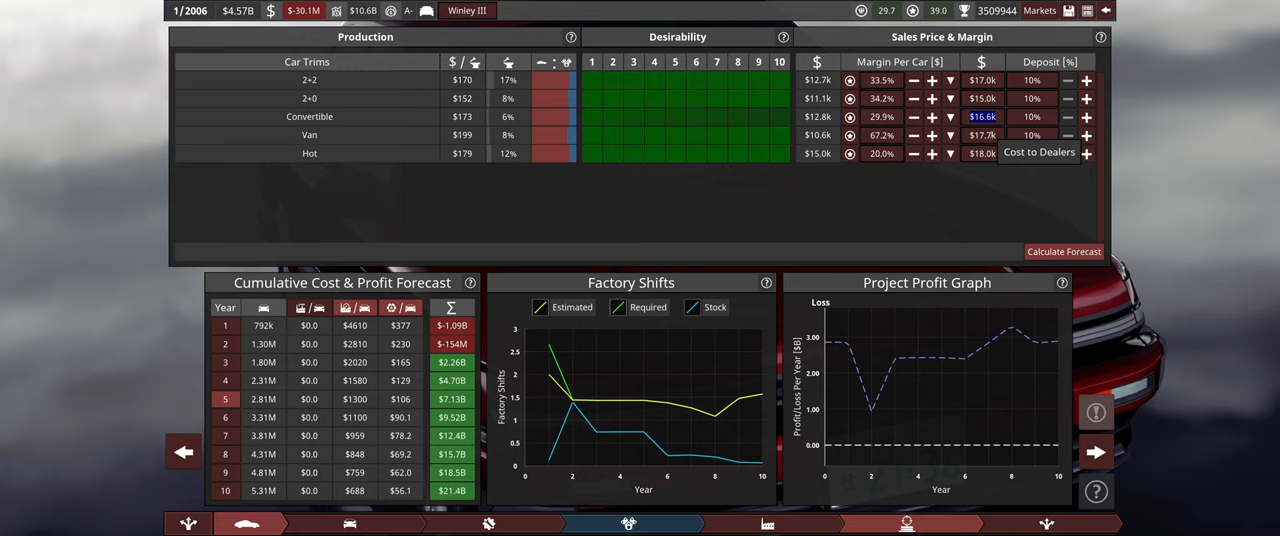 1/2006 $4.57B $ $-30.1M $10.6B A- Winley III 29.7 39.0 3509944 Markets
Production ? Desirability ? Sales Price & Margin ?
Car Trims $ / 1 2 3 4 5 6 7 8 9 10 $ Margin Per Car [$] $ Deposit [%]
2+2 $170 17% $12.7k 33.5% − + ▼ $17.0k 10% − +
2+0 $152 8% $11.1k 34.2% − + ▼ $15.0k 10% − +
Convertible $173 6% $12.8k 29.9% − + ▼ $16.6k 10% − +
Van $199 8% $10.6k 67.2% − + ▼ $17.7k 10% − +
Hot $179 12% $15.0k 20.0% − + ▼ $18.0k +
Cost to Dealers
Calculate Forecast
Cumulative Cost & Profit Forecast ?
Year Σ
1 792k $0.0 $4610 $377 $-1.09B
2 1.30M $0.0 $2810 $230 $-154M
3 1.80M $0.0 $2020 $165 $2.26B
4 2.31M $0.0 $1580 $129 $4.70B
5 2.81M $0.0 $1300 $106 $7.13B
6 3.31M $0.0 $1100 $90.1 $9.52B
7 3.81M $0.0 $959 $78.2 $12.4B
8 4.31M $0.0 $848 $69.2 $15.7B
9 4.81M $0.0 $759 $62.0 $18.5B
10 5.31M $0.0 $688 $56.1 $21.4B
Factory Shifts ?
Estimated Required Stock
3
2.5
2
1.5
1
0.5
0
Factory Shifts
0 2 4 6 8 10
Year
Project Profit Graph ?
Loss
3.00
2.00
1.00
0.00
Profit/Loss Per Year [$B]
0 2 4 6 8 10
Year
?